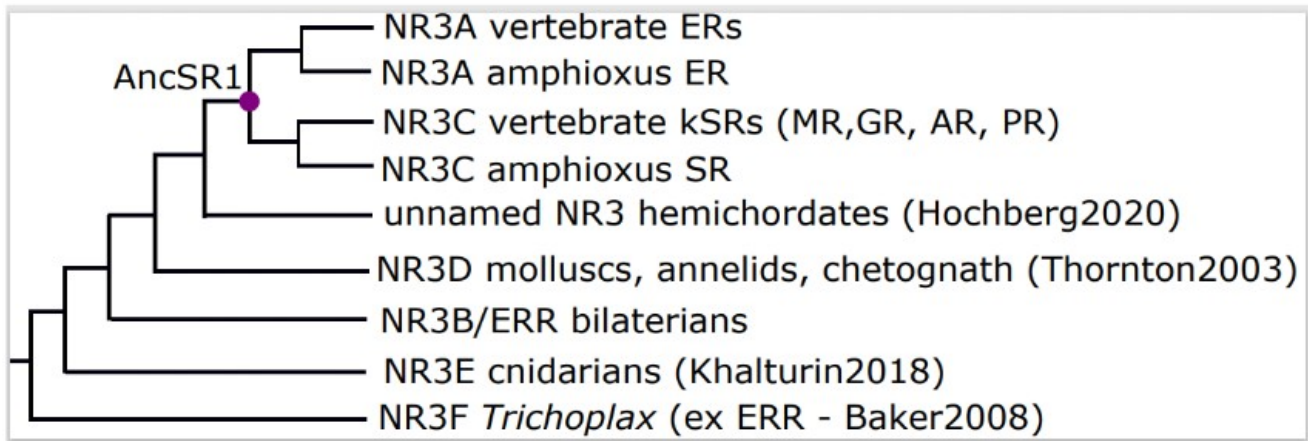 NR3A vertebrate ERs
AncSR1
NR3A amphioxus ER
NR3C vertebrate kSRs (MR,GR, AR, PR)
NR3C amphioxus SR
unnamed NR3 hemichordates (Hochberg2020)
NR3D molluscs, annelids, chetognath (Thornton2003)
NR3B/ERR bilaterians
NR3E cnidarians (Khalturin2018)
NR3F Trichoplax (ex ERR - Baker2008)